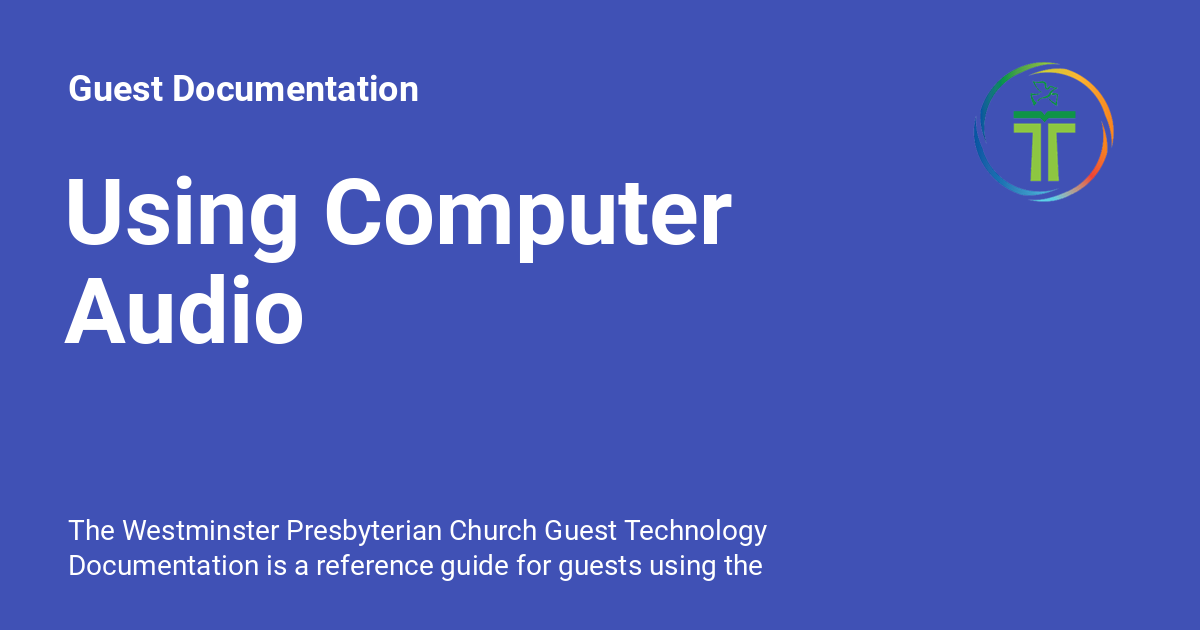 Guest Documentation
Using Computer
Audio
The Westminster Presbyterian Church Guest Technology
Documentation is a reference guide for guests using the